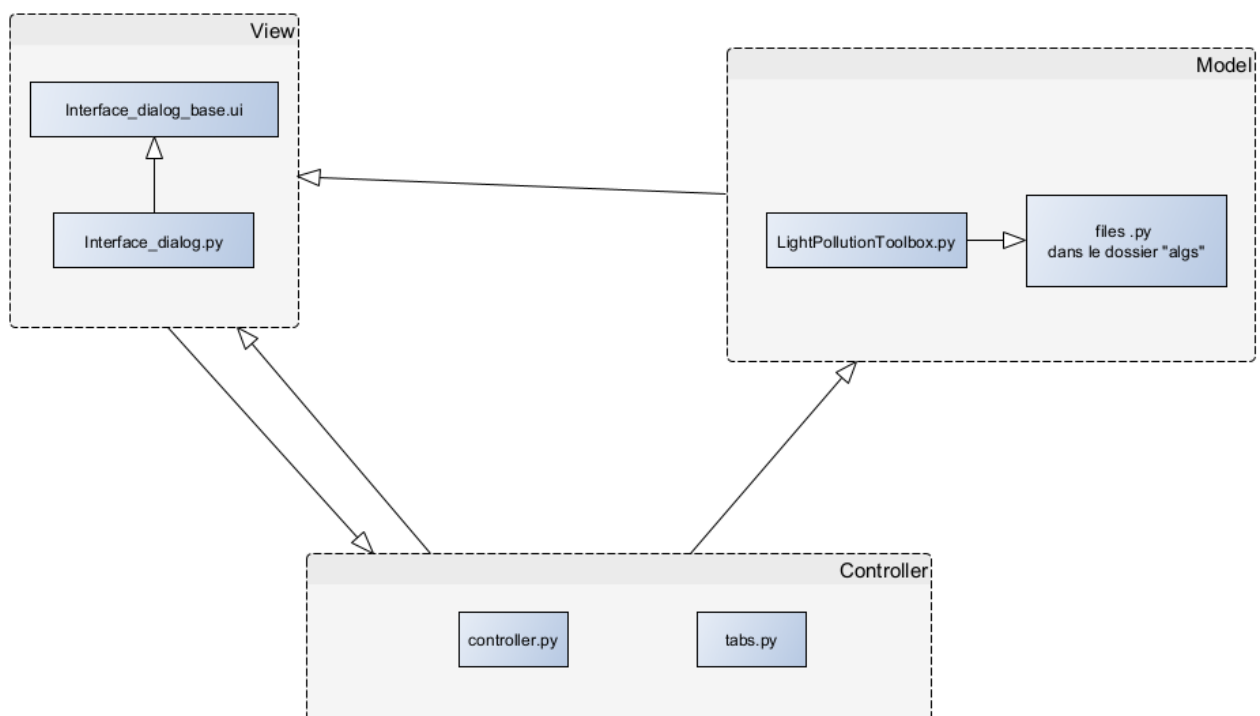 View
Interface_dialog_base.ui
Interface_dialog.py
Model
LightPollutionToolbox.py
files .py
dans le dossier "algs"
Controller
controller.py
tabs.py